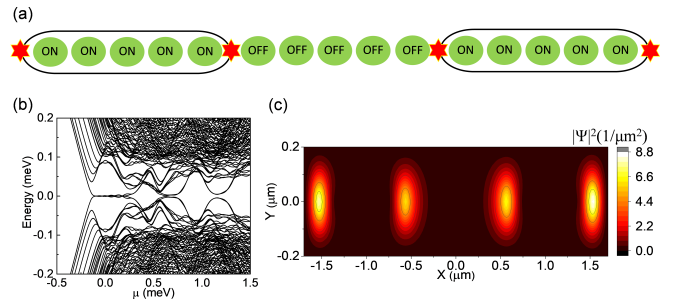 (a)
ON ON ON ON ON OFF OFF OFF OFF OFF ON ON ON ON ON
(b)
(c)
|Ψ|²(1/μm²)
0.2
0.1
0.0
-0.1
-0.2
Energy (meV)
-0.5 0.0 0.5 1.0 1.5
μ (meV)
0.2
0.0
-0.2
Y (μm)
-1.5 -1.0 -0.5 0.0 0.5 1.0 1.5
X (μm)
8.8
6.6
4.4
2.2
0.0